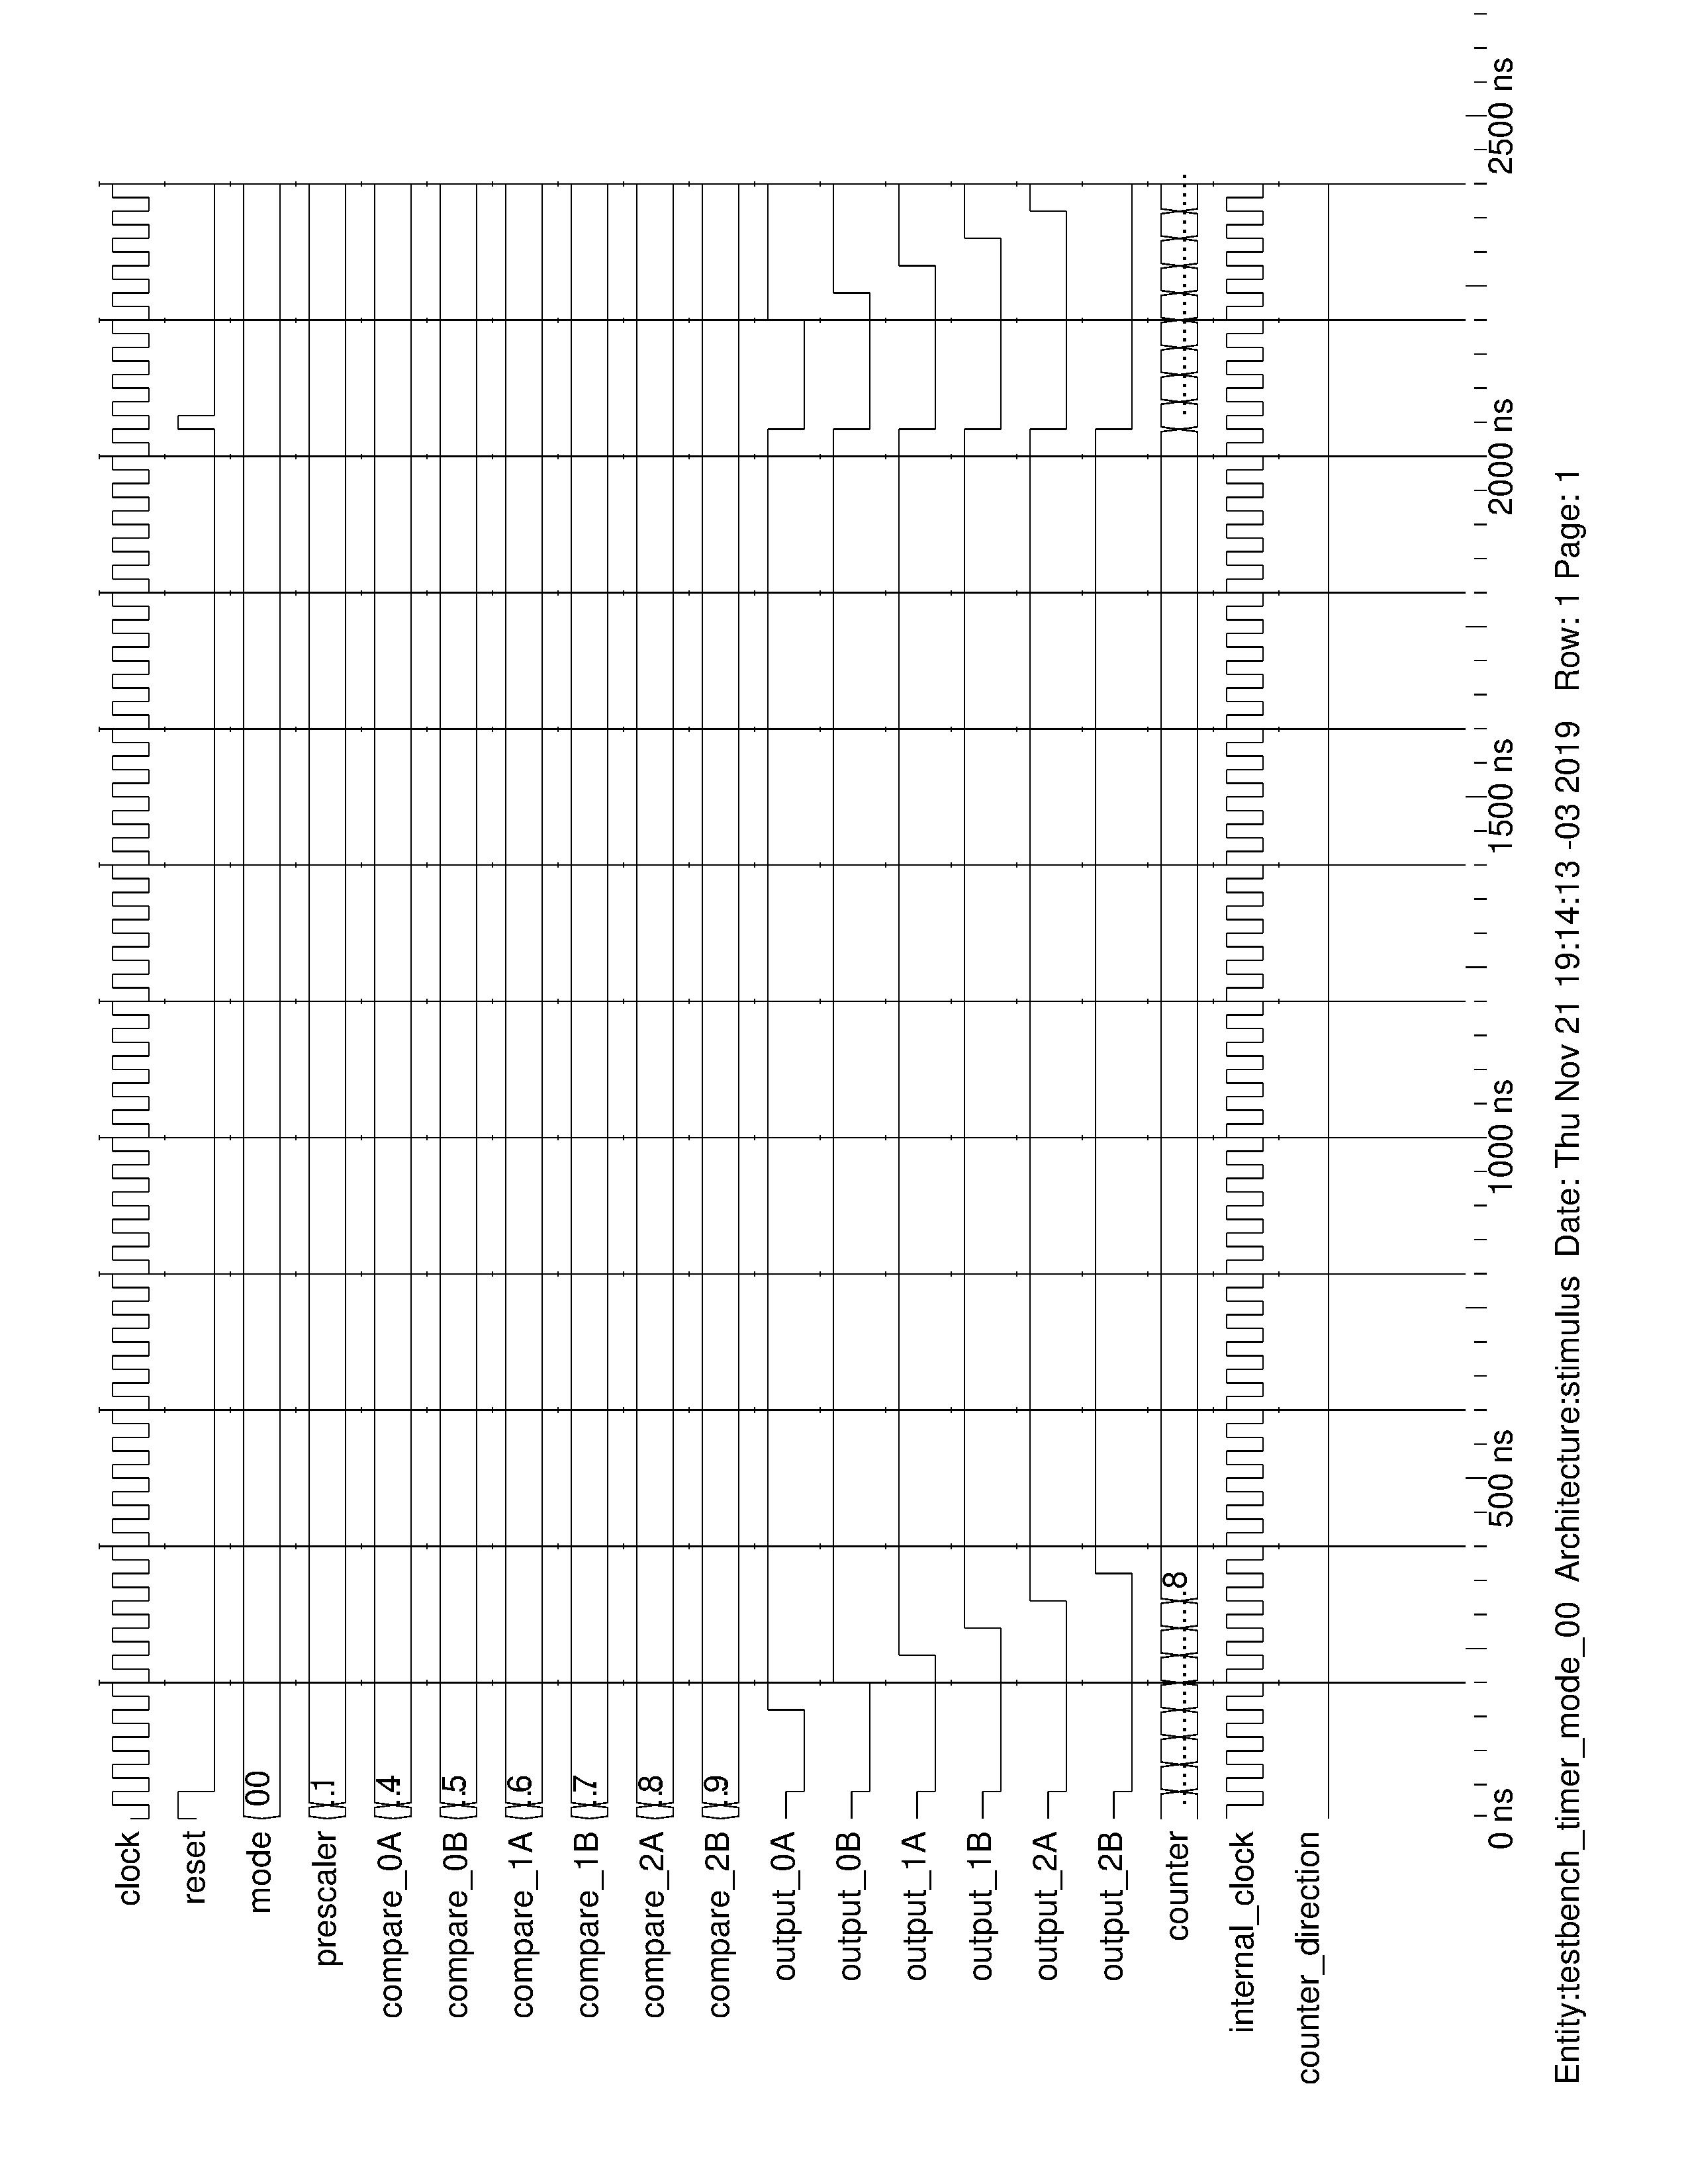 clock
reset
mode 00
prescaler ..1
compare_0A ..4
compare_0B ..5
compare_1A ..6
compare_1B ..7
compare_2A ..8
compare_2B ..9
output_0A
output_0B
output_1A
output_1B
output_2A
output_2B
counter ..8
internal_clock
counter_direction
0 ns 500 ns 1000 ns 1500 ns 2000 ns 2500 ns
Entity:testbench_timer_mode_00 Architecture:stimulus Date: Thu Nov 21 19:14:13 -03 2019 Row: 1 Page: 1